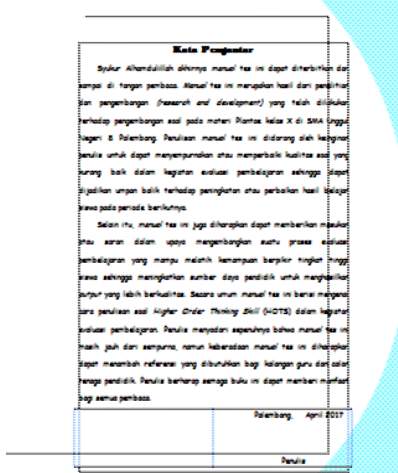 Kata Pengantar
Syukur Alhamdulillah akhirnya manual tes ini dapat diterbitkan dan
sampai di tangan pembaca. Manual tes ini merupakan hasil dari penelitian
dan pengembangan (research and development) yang telah dilakukan
terhadap pengembangan soal pada materi Plantae kelas X di SMA Unggul
Negeri 8 Palembang. Penulisan manual tes ini didorong oleh keinginan
penulis untuk dapat menyempurnakan atau memperbaiki kualitas soal yang
kurang baik dalam kegiatan evaluasi pembelajaran sehingga dapat
dijadikan umpan balik terhadap peningkatan atau perbaikan hasil belajar
siswa pada periode berikutnya.
Selain itu, manual tes ini juga diharapkan dapat memberikan masukan
atau saran dalam upaya mengembangkan suatu proses evaluasi
pembelajaran yang mampu melatih kemampuan berpikir tingkat tinggi
siswa sehingga meningkatkan sumber daya pendidik untuk menghasilkan
output yang lebih berkualitas. Secara umum manual tes ini berisi mengenai
cara penulisan soal Higher Order Thinking Skill (HOTS) dalam kegiatan
evaluasi pembelajaran. Penulis menyadari sepenuhnya bahwa manual tes ini
masih jauh dari sempurna, namun keberadaan manual tes ini diharapkan
dapat menambah referensi yang dibutuhkan bagi kalangan guru dan calon
tenaga pendidik. Penulis berharap semoga buku ini dapat memberi manfaat
bagi semua pembaca.
Palembang, April 2017
Penulis